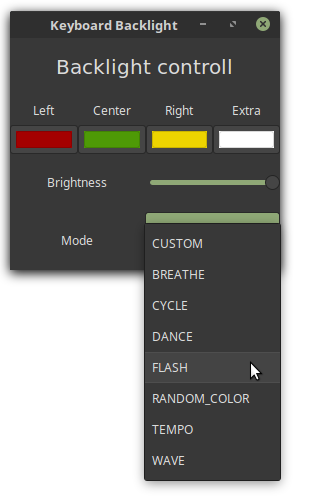 Keyboard Backlight
Backlight controll
Left Center Right Extra
Brightness
Mode
CUSTOM
BREATHE
CYCLE
DANCE
FLASH
RANDOM_COLOR
TEMPO
WAVE